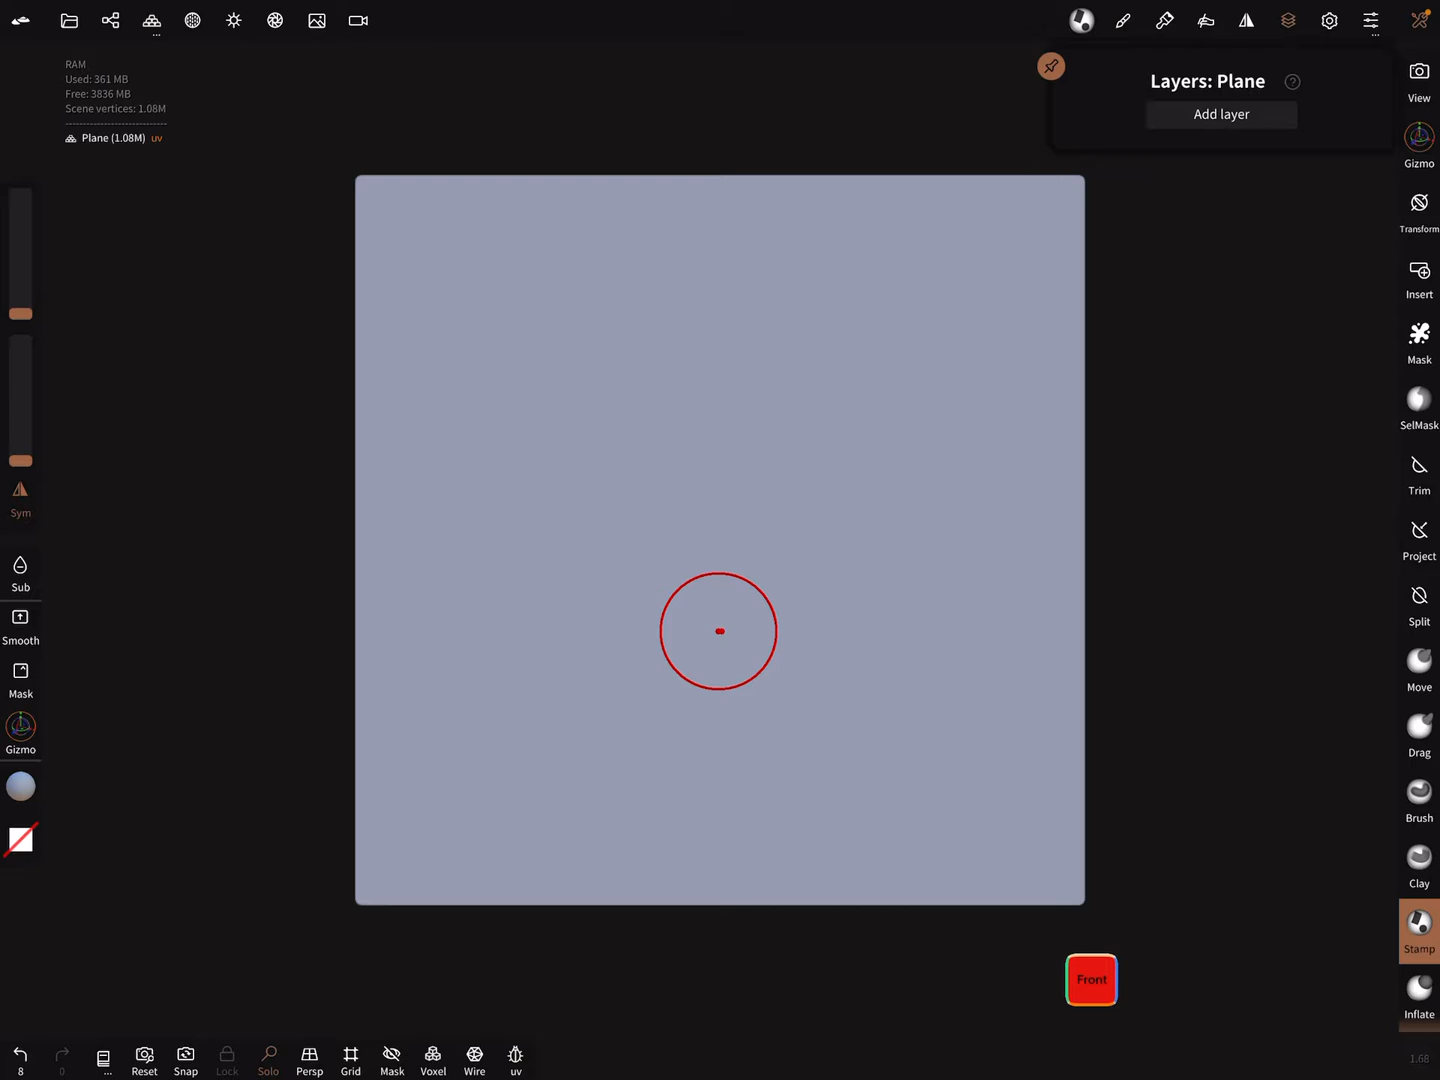 RAM
Used: 361 MB
Free: 3836 MB
Scene vertices: 1.08M
Plane (1.08M) uv
Layers: Plane ?
Add layer
View
Gizmo
Transform
Insert
Mask
SelMask
Trim
Project
Split
Move
Drag
Brush
Clay
Stamp
Inflate
1.68
Sym
Sub
Smooth
Mask
Gizmo
Front
8
0
...
Reset
Snap
Lock
Solo
Persp
Grid
Mask
Voxel
Wire
uv